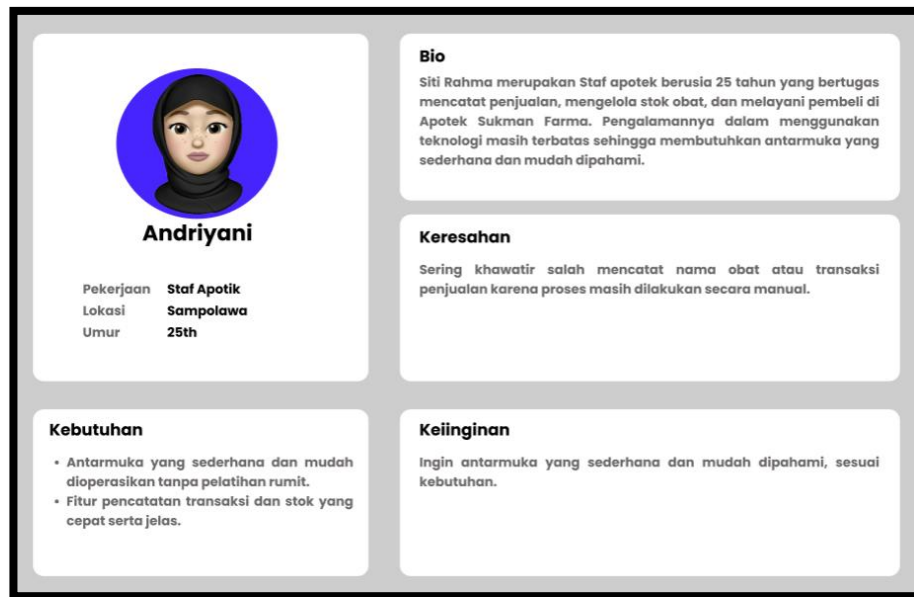 Andriyani
Pekerjaan Staf Apotik
Lokasi Sampolawa
Umur 25th
Bio
Siti Rahma merupakan Staf apotek berusia 25 tahun yang bertugas
mencatat penjualan, mengelola stok obat, dan melayani pembeli di
Apotek Sukman Farma. Pengalamannya dalam menggunakan
teknologi masih terbatas sehingga membutuhkan antarmuka yang
sederhana dan mudah dipahami.
Keresahan
Sering khawatir salah mencatat nama obat atau transaksi
penjualan karena proses masih dilakukan secara manual.
Kebutuhan
• Antarmuka yang sederhana dan mudah
dioperasikan tanpa pelatihan rumit.
• Fitur pencatatan transaksi dan stok yang
cepat serta jelas.
Keiinginan
Ingin antarmuka yang sederhana dan mudah dipahami, sesuai
kebutuhan.